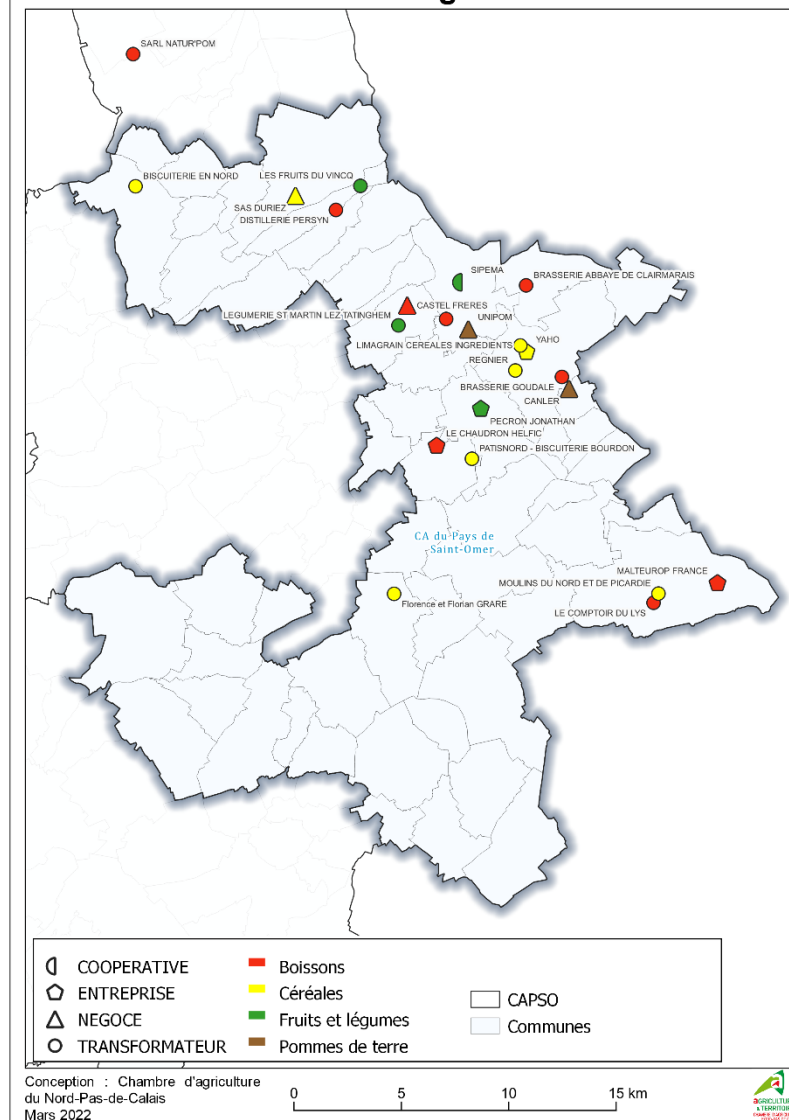 SARL NATUR'POM
BISCUITERIE EN NORD
LES FRUITS DU VINCQ
SAS DURIEZ
DISTILLERIE PERSYN
SIPEMA
BRASSERIE ABBAYE DE CLAIRMARAIS
CASTEL FRERES
LEGUMERIE ST MARTIN LEZ TATINGHEM
UNIPOM
LIMAGRAIN CEREALES INGREDIENTS
YAHO
REGNIER
BRASSERIE GOUDALE
CANLER
PECRON JONATHAN
LE CHAUDRON HELFIC
PATISNORD - BISCUITERIE BOURDON
CA du Pays de
Saint-Omer
MALTEUROP FRANCE
MOULINS DU NORD ET DE PICARDIE
Florence et Florian GRARE
LE COMPTOIR DU LYS
COOPERATIVE
ENTREPRISE
NEGOCE
TRANSFORMATEUR
Boissons
Céréales
Fruits et légumes
Pommes de terre
CAPSO
Communes
Conception : Chambre d'agriculture
du Nord-Pas-de-Calais
Mars 2022
0 5 10 15 km